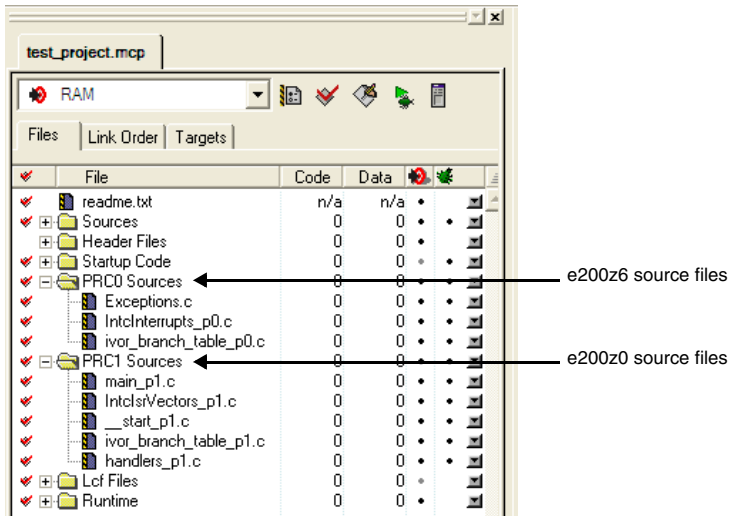 test_project.mcp
RAM
Files Link Order Targets
File Code Data
readme.txt n/a n/a
Sources 0 0
Header Files 0 0
Startup Code 0 0
PRC0 Sources 0 0 e200z6 source files
Exceptions.c 0 0
IntcInterrupts_p0.c 0 0
ivor_branch_table_p0.c 0 0
PRC1 Sources 0 0 e200z0 source files
main_p1.c 0 0
IntcIsrVectors_p1.c 0 0
__start_p1.c 0 0
ivor_branch_table_p1.c 0 0
handlers_p1.c 0 0
Lcf Files 0 0
Runtime 0 0